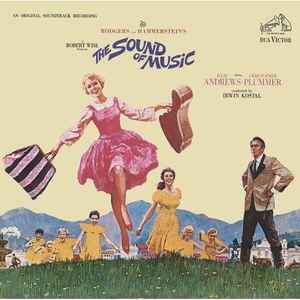 AN ORIGINAL SOUNDTRACK RECORDING
RODGERS and HAMMERSTEIN'S
ROBERT WISE
THE SOUND
OF MUSIC
RCA VICTOR
JULIE CHRISTOPHER
ANDREWS · PLUMMER
conducted by
IRWIN KOSTAL